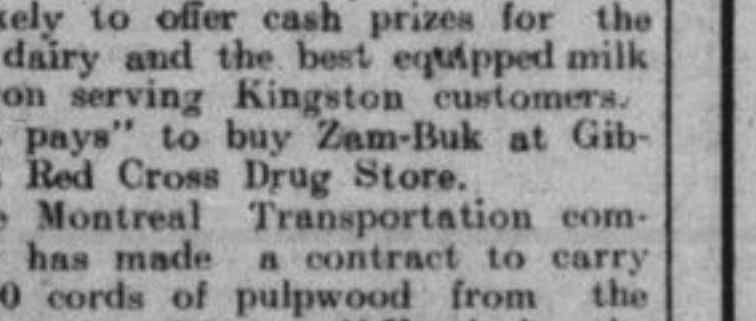 kely to offer cash prizes for the
dairy and the best equipped milk
on serving Kingston customers.
pays" to buy Zam-Buk at Gib-
Red Cross Drug Store.
Montreal Transportation com-
has made a contract to carry
0 cords of pulpwood from the